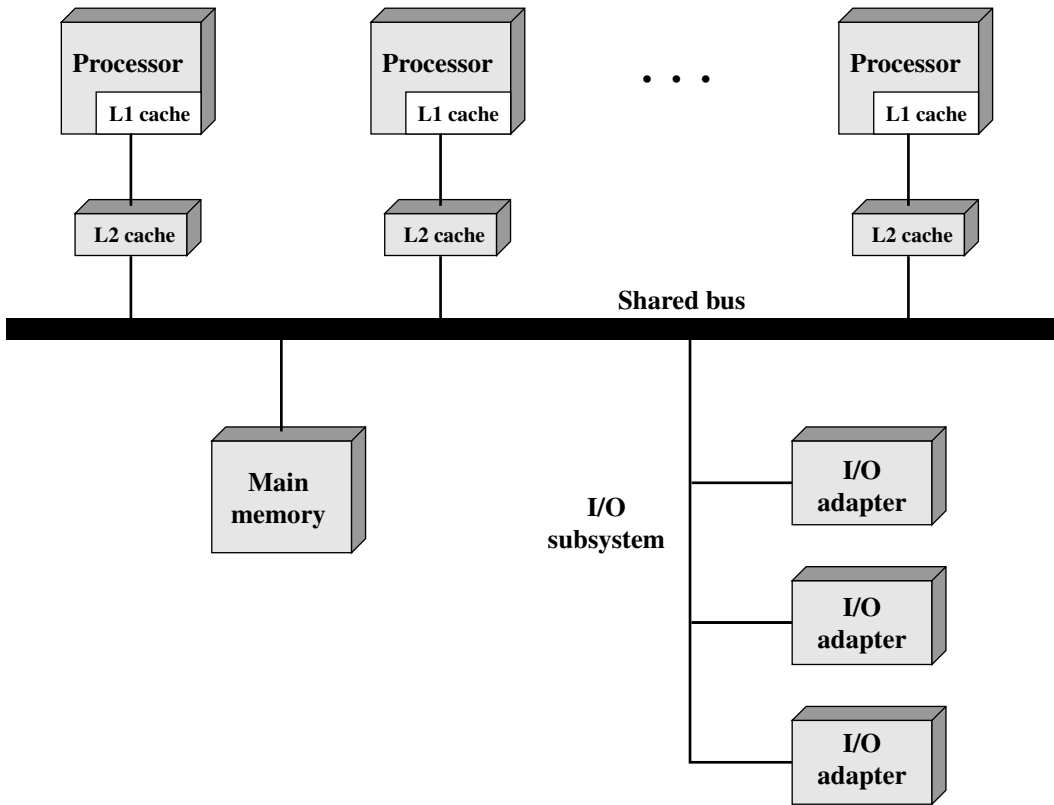 Processor
L1 cache
L2 cache
Processor
L1 cache
L2 cache
. . .
Processor
L1 cache
L2 cache
Shared bus
Main
memory
I/O
subsystem
I/O
adapter
I/O
adapter
I/O
adapter